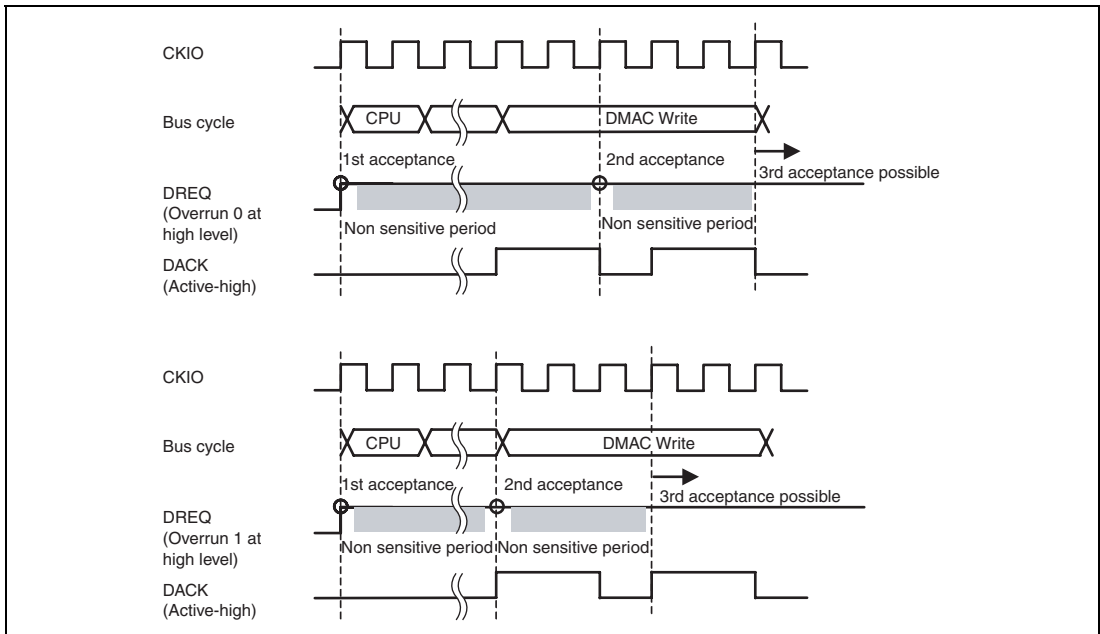 CKIO
Bus cycle
CPU
DMAC Write
1st acceptance
2nd acceptance
3rd acceptance possible
DREQ
(Overrun 0 at
high level)
Non sensitive period
Non sensitive period
DACK
(Active-high)
CKIO
Bus cycle
CPU
DMAC Write
1st acceptance
2nd acceptance
3rd acceptance possible
DREQ
(Overrun 1 at
high level)
Non sensitive period
Non sensitive period
DACK
(Active-high)